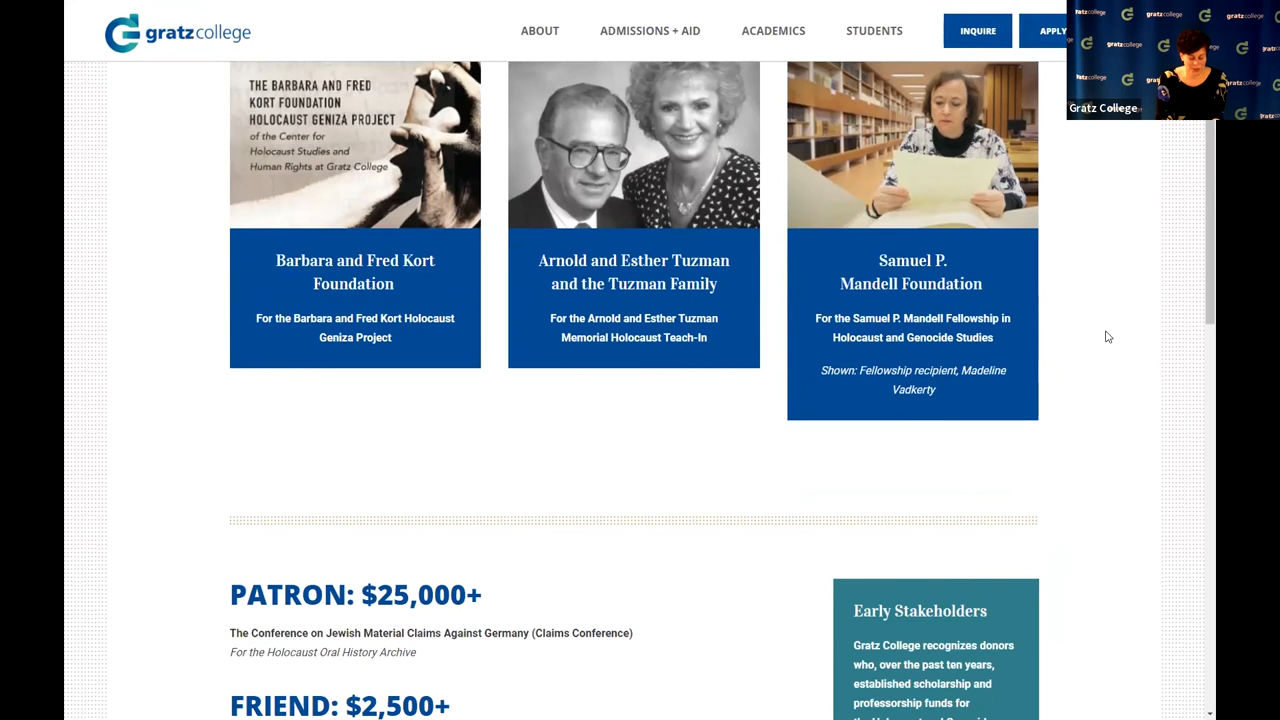 gratzcollege
ABOUT
ADMISSIONS + AID
ACADEMICS
STUDENTS
INQUIRE
APPLY
Gratz College
THE BARBARA AND FRED
KORT FOUNDATION
HOLOCAUST GENIZA PROJECT
of the Center for
Holocaust Studies and
Human Rights at Gratz College
Barbara and Fred Kort
Foundation
For the Barbara and Fred Kort Holocaust
Geniza Project
Arnold and Esther Tuzman
and the Tuzman Family
For the Arnold and Esther Tuzman
Memorial Holocaust Teach-In
Samuel P.
Mandell Foundation
For the Samuel P. Mandell Fellowship in
Holocaust and Genocide Studies
Shown: Fellowship recipient, Madeline
Vadkerty
PATRON: $25,000+
The Conference on Jewish Material Claims Against Germany (Claims Conference)
For the Holocaust Oral History Archive
FRIEND: $2,500+
Early Stakeholders
Gratz College recognizes donors
who, over the past ten years,
established scholarship and
professorship funds for